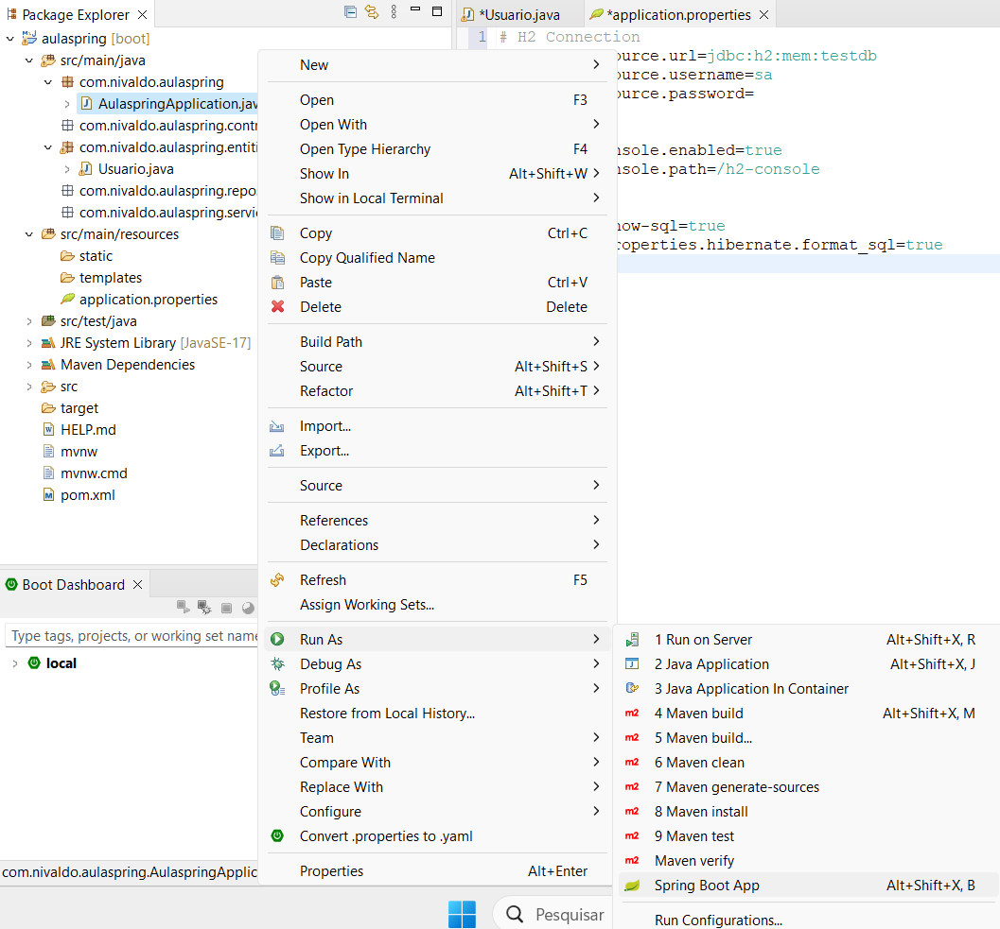 Package Explorer
*Usuario.java
*application.properties
aulaspring [boot]
src/main/java
com.nivaldo.aulaspring
AulaspringApplication.jav
com.nivaldo.aulaspring.contr
com.nivaldo.aulaspring.entiti
Usuario.java
com.nivaldo.aulaspring.repo
com.nivaldo.aulaspring.servic
src/main/resources
static
templates
application.properties
src/test/java
JRE System Library [JavaSE-17]
Maven Dependencies
src
target
HELP.md
mvnw
mvnw.cmd
pom.xml
Boot Dashboard
Type tags, projects, or working set name
local
com.nivaldo.aulaspring.AulaspringApplic
1 # H2 Connection
ource.url=jdbc:h2:mem:testdb
ource.username=sa
ource.password=
nsole.enabled=true
nsole.path=/h2-console
ow-sql=true
roperties.hibernate.format_sql=true
New
Open F3
Open With
Open Type Hierarchy F4
Show In Alt+Shift+W
Show in Local Terminal
Copy Ctrl+C
Copy Qualified Name
Paste Ctrl+V
Delete Delete
Build Path
Source Alt+Shift+S
Refactor Alt+Shift+T
Import...
Export...
Source
References
Declarations
Refresh F5
Assign Working Sets...
Run As
Debug As
Profile As
Restore from Local History...
Team
Compare With
Replace With
Configure
Convert .properties to .yaml
Properties Alt+Enter
1 Run on Server Alt+Shift+X, R
2 Java Application Alt+Shift+X, J
3 Java Application In Container
m2 4 Maven build Alt+Shift+X, M
m2 5 Maven build...
m2 6 Maven clean
m2 7 Maven generate-sources
m2 8 Maven install
m2 9 Maven test
m2 Maven verify
Spring Boot App Alt+Shift+X, B
Run Configurations...
Pesquisar